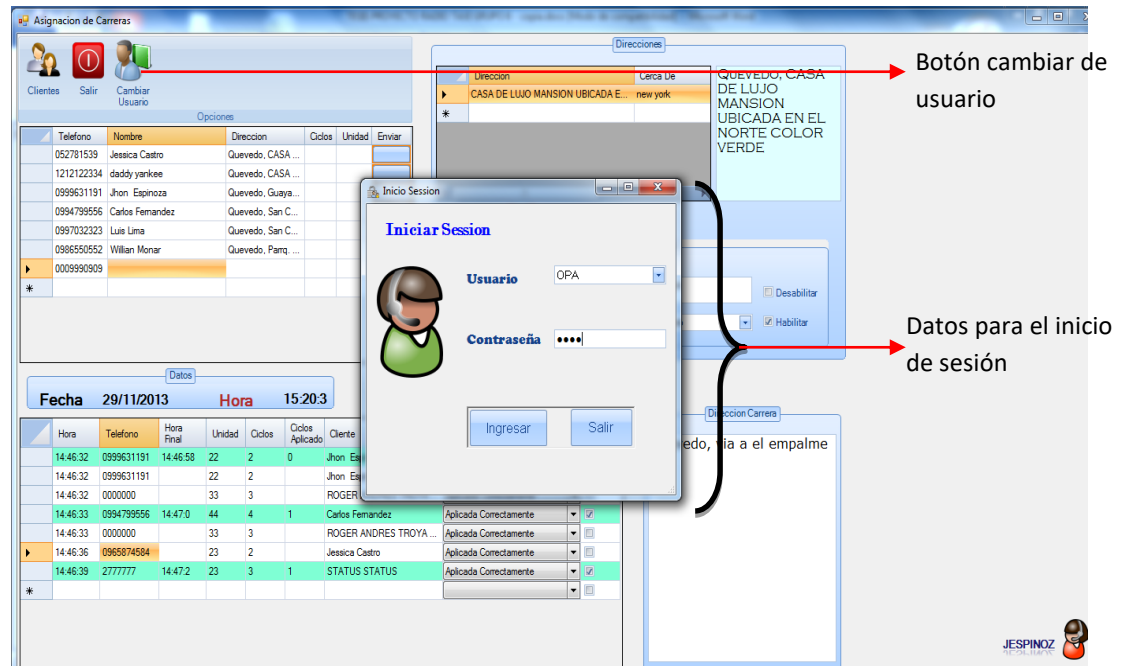 Asignacion de Carreras
Clientes Salir Cambiar Usuario
Opciones
Direcciones
Direccion Cerca De
CASA DE LUJO MANSION UBICADA E... new york
QUEVEDO, CASA
DE LUJO
MANSION
UBICADA EN EL
NORTE COLOR
VERDE
Botón cambiar de
usuario
Telefono Nombre Direccion Ciclos Unidad Enviar
052781539 Jessica Castro Quevedo, CASA ...
1212122334 daddy yankee Quevedo, CASA ...
0999631191 Jhon Espinoza Quevedo, Guaya...
0994799556 Carlos Fernandez Quevedo, San C...
0997032323 Luis Lima Quevedo, San C...
0986550552 Willian Monar Quevedo, Parrq. ...
0009990909
Inicio Session
Iniciar Session
Usuario OPA
Contraseña ••••
Ingresar Salir
Desabilitar
Habilitar
Datos para el inicio
de sesión
Datos
Fecha 29/11/2013 Hora 15:20:3
Hora Telefono Hora Final Unidad Ciclos Ciclos Aplicado Cliente
14:46:32 0999631191 14:46:58 22 2 0 Jhon
14:46:32 0999631191 22 2 Jhon
14:46:32 0000000 33 3 ROGER
14:46:33 0994799556 14:47:0 44 4 1 Carlos Fernandez Aplicada Correctamente
14:46:33 0000000 33 3 ROGER ANDRES TROYA ... Aplicada Correctamente
14:46:36 0965874584 23 2 Jessica Castro Aplicada Correctamente
14:46:39 2777777 14:47:2 23 3 1 STATUS STATUS Aplicada Correctamente
Direccion Carrera
edo, via a el empalme
JESPINOZ